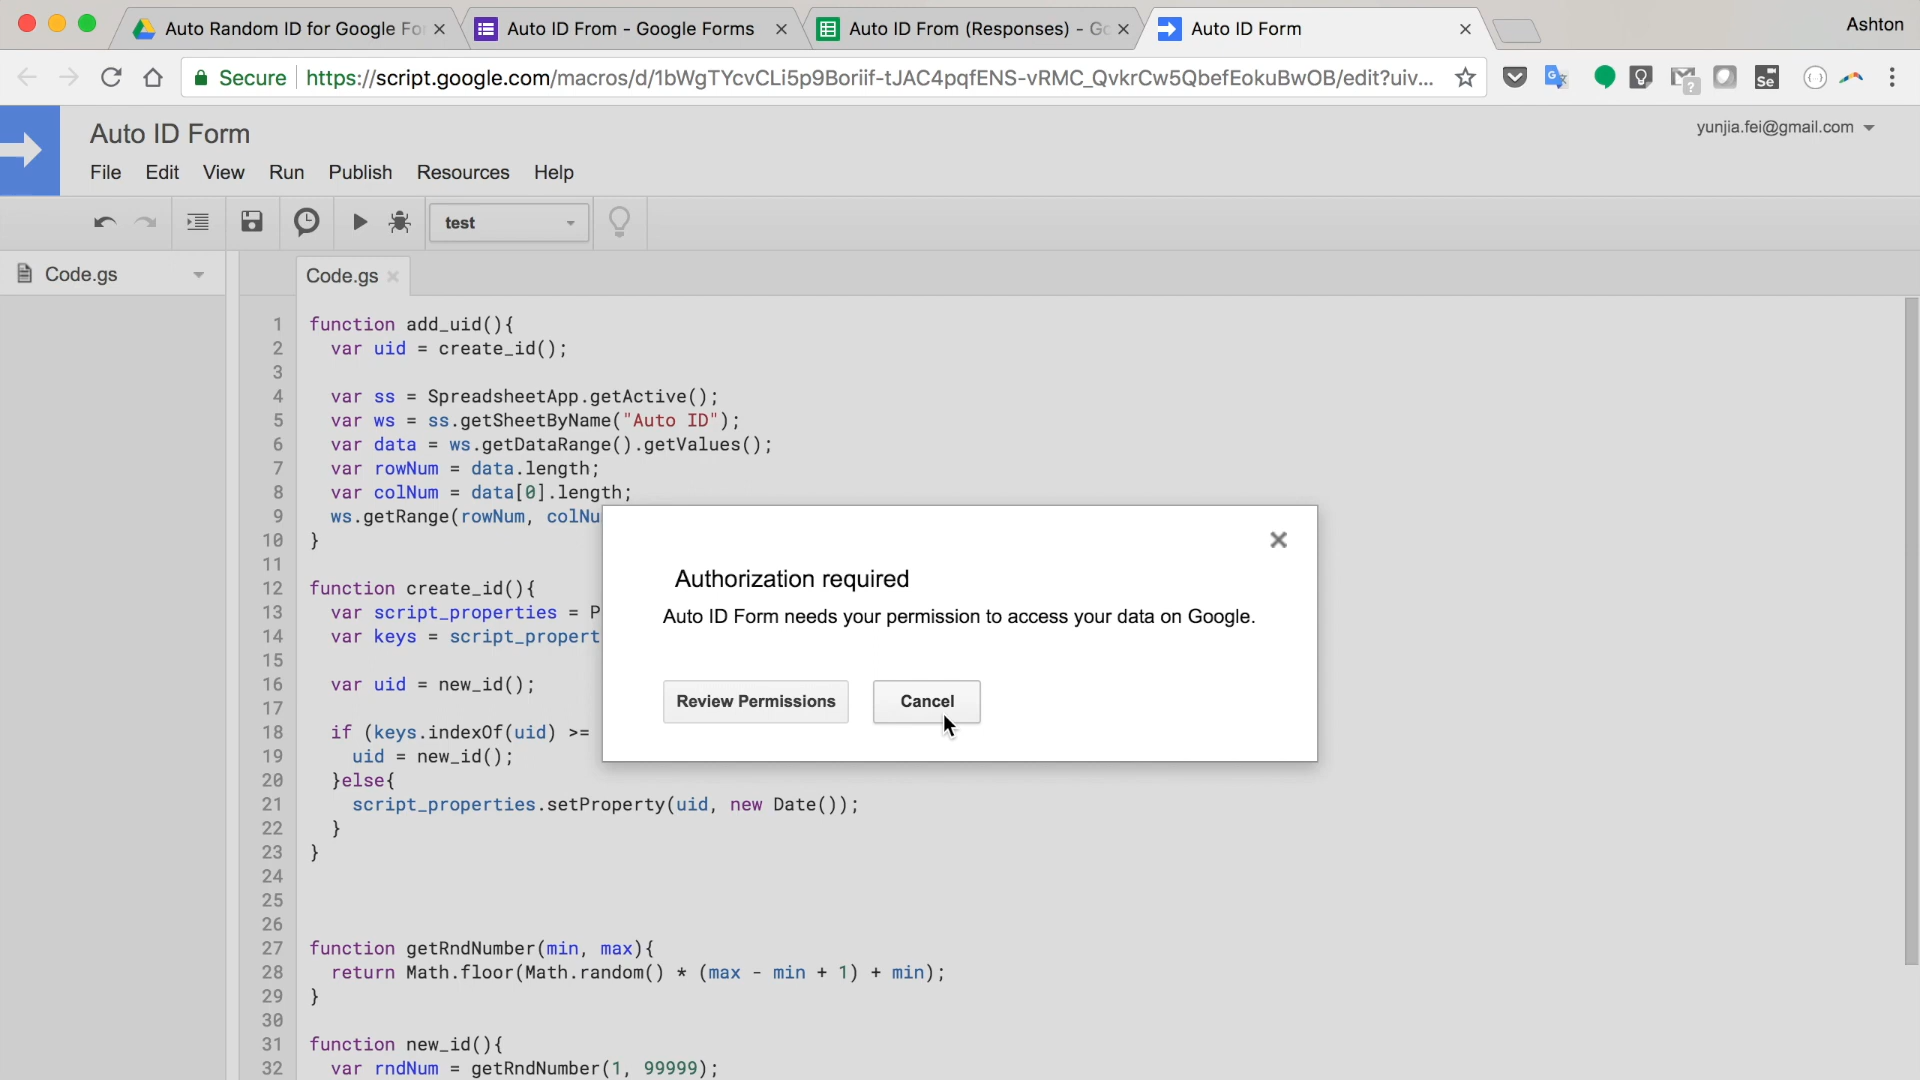 Auto Random ID for Google Fo
Auto ID From - Google Forms
Auto ID From (Responses) - Go
Auto ID Form
Ashton
Secure
https://script.google.com/macros/d/1bWgTYcvCLi5p9Boriif-tJAC4pqfENS-vRMC_QvkrCw5QbefEokuBwOB/edit?uiv...
Se
Auto ID Form
yunjia.fei@gmail.com
File Edit View Run Publish Resources Help
test
Code.gs
Code.gs
1 function add_uid(){
2 var uid = create_id();
3
4 var ss = SpreadsheetApp.getActive();
5 var ws = ss.getSheetByName("Auto ID");
6 var data = ws.getDataRange().getValues();
7 var rowNum = data.length;
8 var colNum = data[0].length;
9 ws.getRange(rowNum, colNu
10 }
11
12 function create_id(){
13 var script_properties = P
14 var keys = script_propert
15
16 var uid = new_id();
17
18 if (keys.indexOf(uid) >=
19 uid = new_id();
20 }else{
21 script_properties.setProperty(uid, new Date());
22 }
23 }
24
25
26
27 function getRndNumber(min, max){
28 return Math.floor(Math.random() * (max - min + 1) + min);
29 }
30
31 function new_id(){
32 var rndNum = getRndNumber(1, 99999);
Authorization required
Auto ID Form needs your permission to access your data on Google.
Review Permissions
Cancel